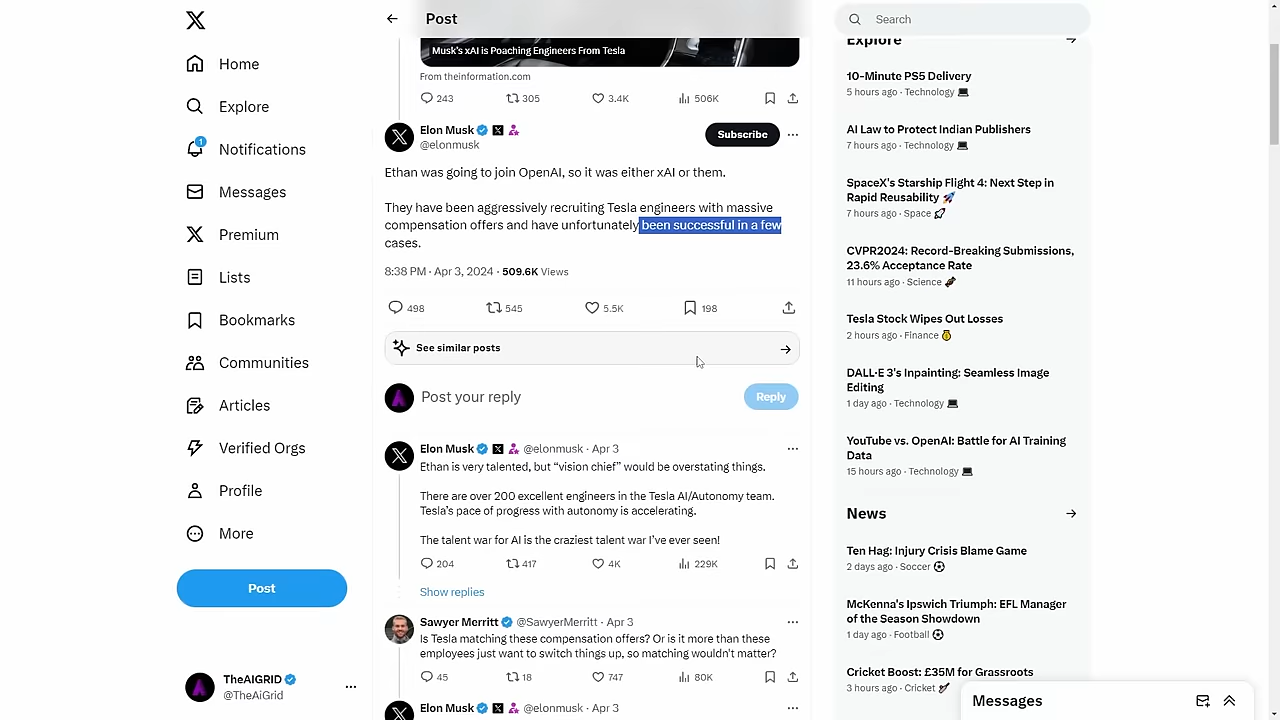 Home
Explore
1
Notifications
Messages
Premium
Lists
Bookmarks
Communities
Articles
Verified Orgs
Profile
More
Post
TheAIGRID
@TheAiGrid
Post
Musk's xAI is Poaching Engineers From Tesla
From theinformation.com
243 305 3.4K 506K
Elon Musk
@elonmusk
Subscribe
Ethan was going to join OpenAI, so it was either xAI or them.
They have been aggressively recruiting Tesla engineers with massive
compensation offers and have unfortunately been successful in a few
cases.
8:38 PM · Apr 3, 2024 · 509.6K Views
498 545 5.5K 198
See similar posts
Post your reply
Reply
Elon Musk @elonmusk · Apr 3
Ethan is very talented, but “vision chief” would be overstating things.
There are over 200 excellent engineers in the Tesla AI/Autonomy team.
Tesla’s pace of progress with autonomy is accelerating.
The talent war for AI is the craziest talent war I’ve ever seen!
204 417 4K 229K
Show replies
Sawyer Merritt @SawyerMerritt · Apr 3
Is Tesla matching these compensation offers? Or is it more than these
employees just want to switch things up, so matching wouldn't matter?
45 18 747 80K
Elon Musk @elonmusk · Apr 3
Search
Explore
10-Minute PS5 Delivery
5 hours ago · Technology
AI Law to Protect Indian Publishers
7 hours ago · Technology
SpaceX's Starship Flight 4: Next Step in
Rapid Reusability
7 hours ago · Space
CVPR2024: Record-Breaking Submissions,
23.6% Acceptance Rate
11 hours ago · Science
Tesla Stock Wipes Out Losses
2 hours ago · Finance
DALL·E 3's Inpainting: Seamless Image
Editing
1 day ago · Technology
YouTube vs. OpenAI: Battle for AI Training
Data
15 hours ago · Technology
News
Ten Hag: Injury Crisis Blame Game
2 days ago · Soccer
McKenna's Ipswich Triumph: EFL Manager
of the Season Showdown
1 day ago · Football
Cricket Boost: £35M for Grassroots
3 hours ago · Cricket
Messages